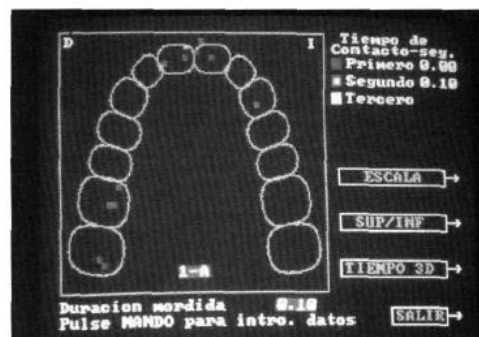 D
I
Tiempo de
Contacto-seg.
Primero 0.00
Segundo 0.10
Tercero
ESCALA
SUP/INF
TIEMPO 3D
SALIR
1-A
Duracion mordida 0.10
Pulse MANDO para intro. datos